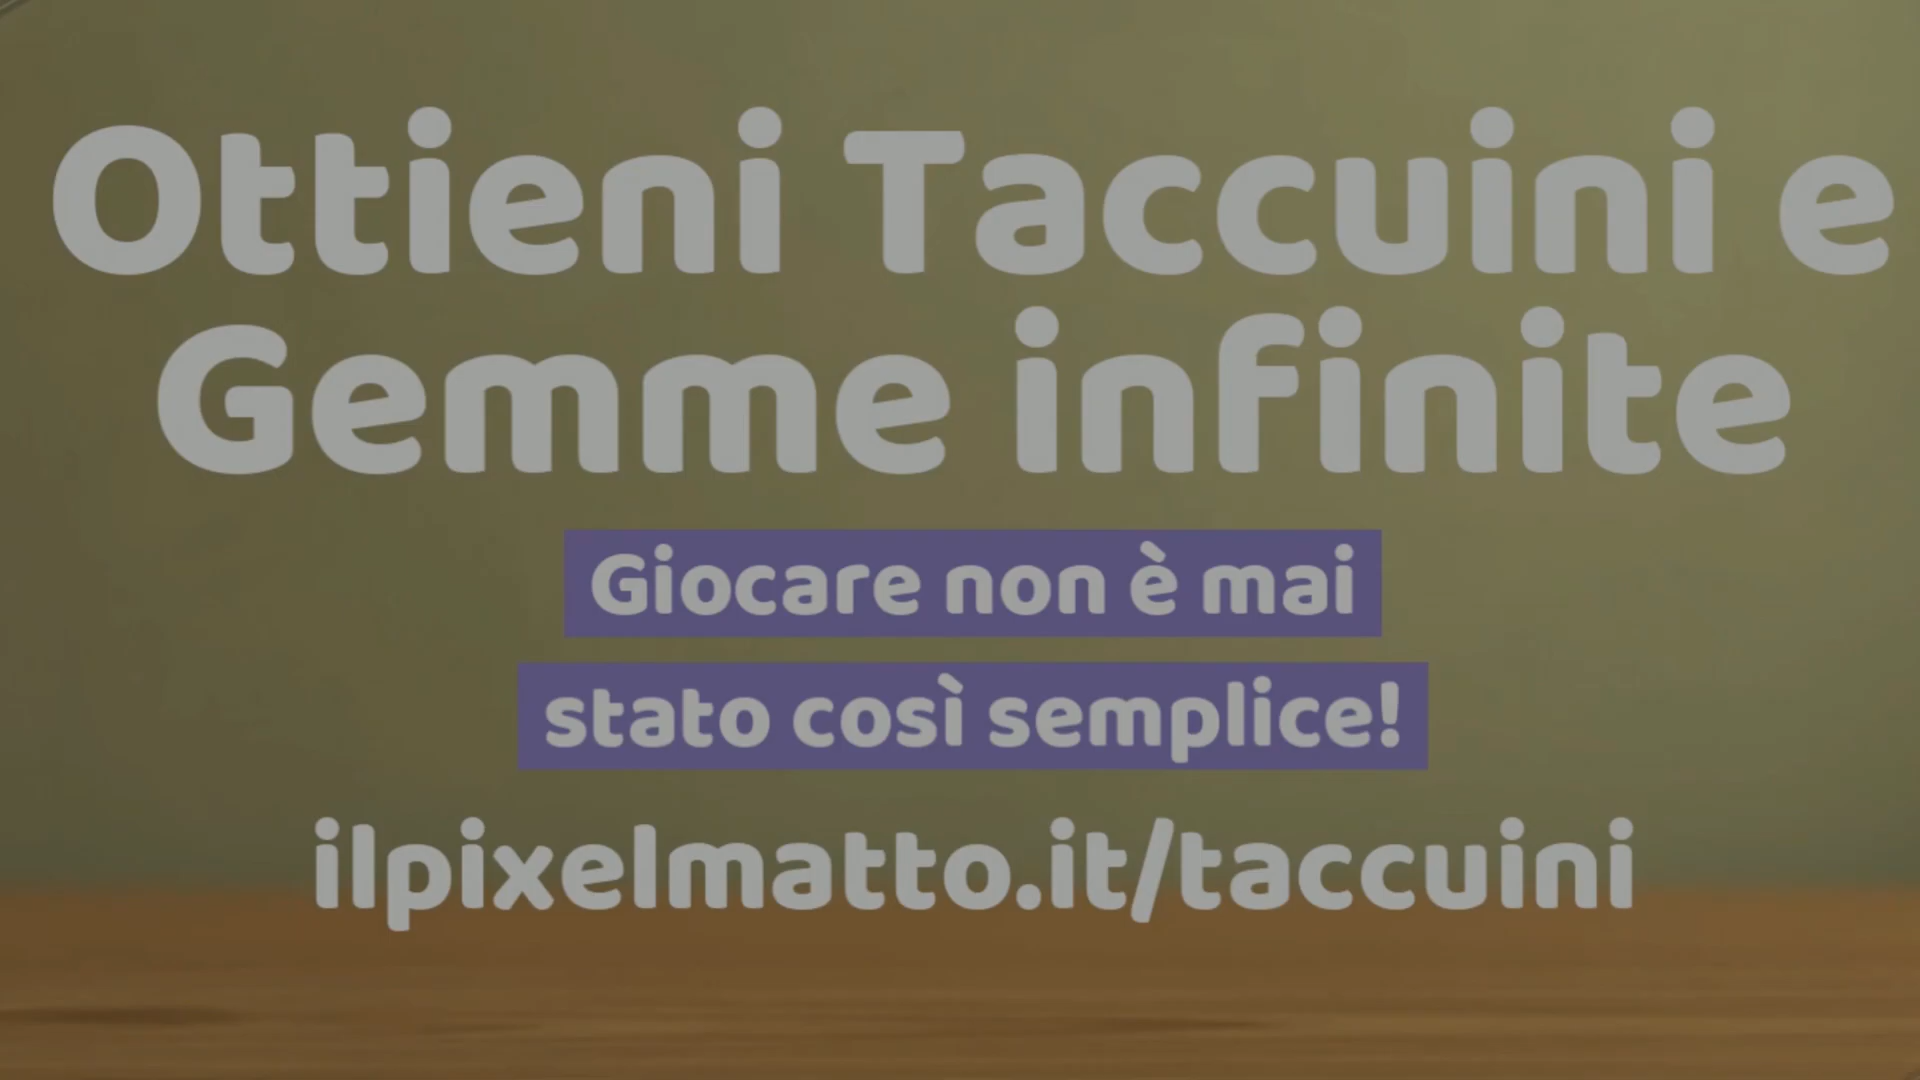 Ottieni Taccuini e
Gemme infinite
Giocare non è mai
stato così semplice!
ilpixelmatto.it/taccuini